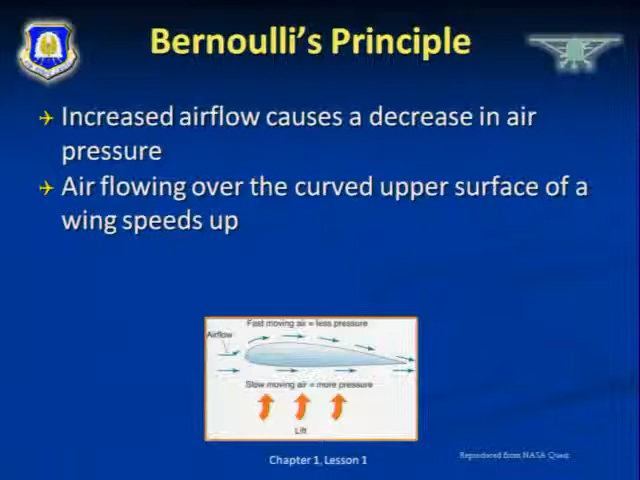 Bernoulli's Principle
Increased airflow causes a decrease in air
pressure
Air flowing over the curved upper surface of a
wing speeds up
Fast moving air = less pressure
Airflow
Slow moving air = more pressure
Lift
Chapter 1, Lesson 1
Reproduced from NASA Quest